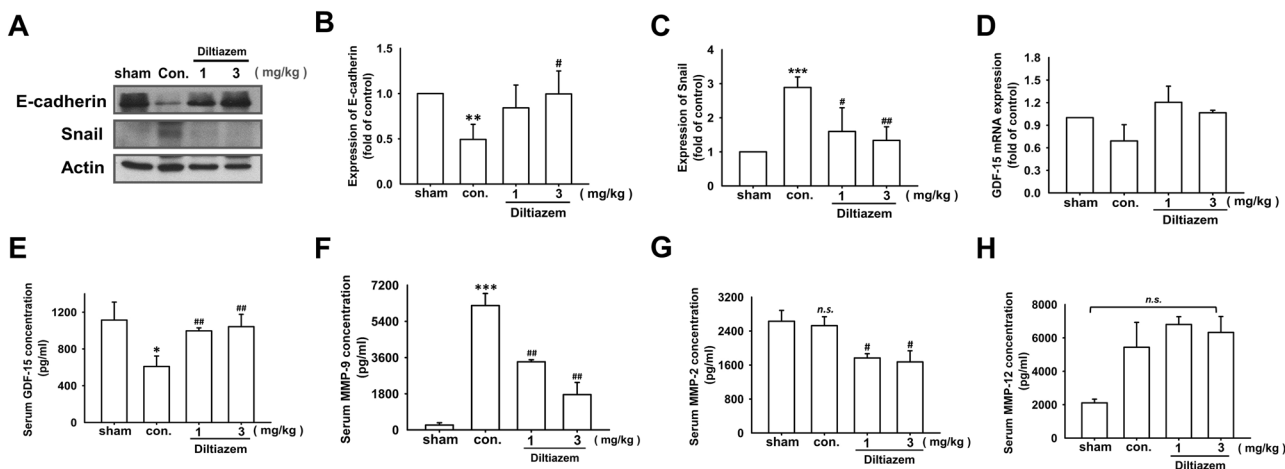 A
Diltiazem
sham Con. 1 3 ( mg/kg )
E-cadherin
Snail
Actin
B
Expression of E-cadherin
(fold of control)
1.5
1.0
0.5
0.0
**
#
sham con. 1 3 ( mg/kg )
Diltiazem
C
Expression of Snail
(fold of control)
4
3
2
1
0
***
#
##
sham con. 1 3 ( mg/kg )
Diltiazem
D
GDF-15 mRNA expression
(fold of control)
1.8
1.5
1.2
0.9
0.6
0.3
0.0
sham con. 1 3 ( mg/kg )
Diltiazem
E
Serum GDF-15 concentration
(pg/ml)
1200
800
400
0
*
##
##
sham con. 1 3 ( mg/kg )
Diltiazem
F
Serum MMP-9 concentration
(pg/ml)
7200
5400
3600
1800
0
***
##
##
sham con. 1 3 ( mg/kg )
Diltiazem
G
Serum MMP-2 concentration
(pg/ml)
3200
2400
1600
800
0
n.s.
#
#
sham con. 1 3 ( mg/kg )
Diltiazem
H
Serum MMP-12 concentration
(pg/ml)
8000
6000
4000
2000
0
n.s.
sham con. 1 3 ( mg/kg )
Diltiazem